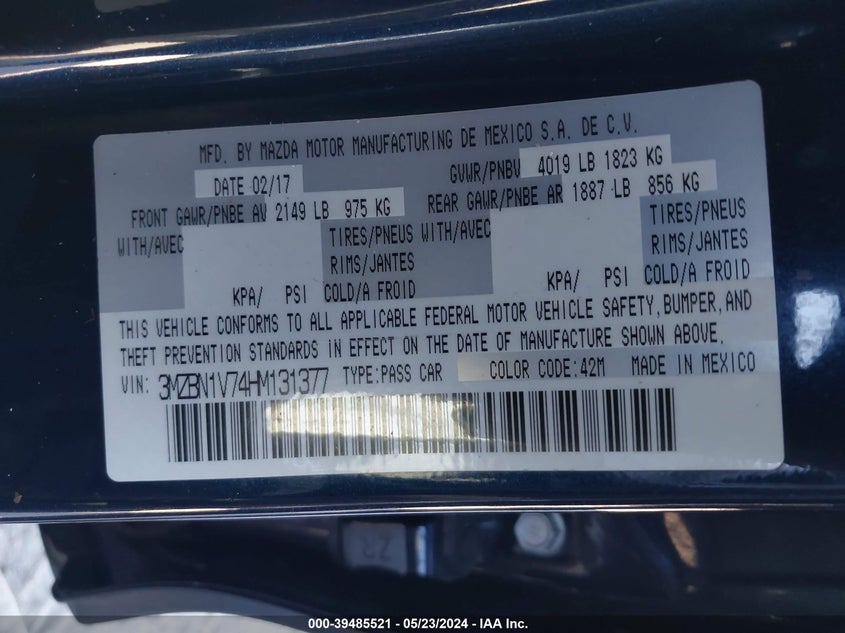 MFD. BY MAZDA MOTOR MANUFACTURING DE MEXICO S.A. DE C.V.
DATE 02/17 GVWR/PNBV 4019 LB 1823 KG
FRONT GAWR/PNBE AV 2149 LB 975 KG REAR GAWR/PNBE AR 1887 LB 856 KG
WITH/AVEC TIRES/PNEUS WITH/AVEC TIRES/PNEUS
RIMS/JANTES RIMS/JANTES
KPA/ PSI COLD/A FROID KPA/ PSI COLD/A FROID
THIS VEHICLE CONFORMS TO ALL APPLICABLE FEDERAL MOTOR VEHICLE SAFETY, BUMPER, AND
THEFT PREVENTION STANDARDS IN EFFECT ON THE DATE OF MANUFACTURE SHOWN ABOVE.
VIN: 3MZBN1V74HM131377 TYPE:PASS CAR COLOR CODE:42M MADE IN MEXICO
ZR
000-39485521 - 05/23/2024 - IAA Inc.